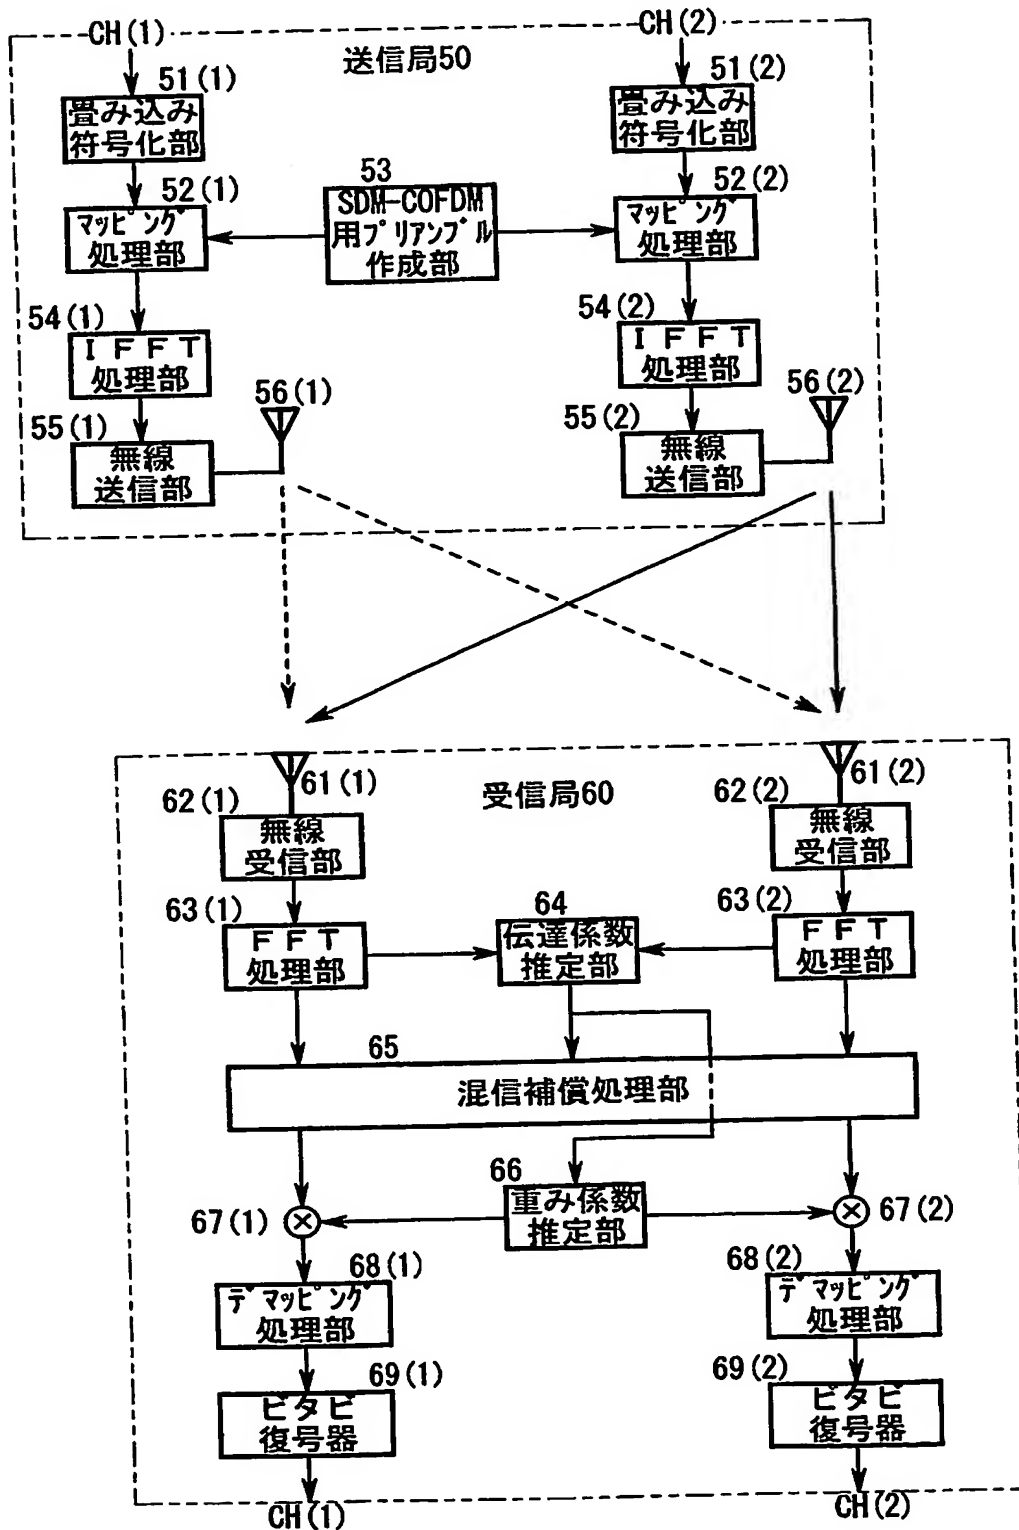 CH(1)
CH(2)
送信局50
51(1)
51(2)
畳み込み
符号化部
畳み込み
符号化部
52(1)
53
52(2)
マッピング
処理部
SDM-COFDM
用プリアンブル
作成部
マッピング
処理部
54(1)
54(2)
IFFT
処理部
IFFT
処理部
55(1)
56(1)
55(2)
56(2)
無線
送信部
無線
送信部
61(1)
受信局60
61(2)
62(1)
62(2)
無線
受信部
無線
受信部
63(1)
64
63(2)
FFT
処理部
伝達係数
推定部
FFT
処理部
65
混信補償処理部
66
67(1)
重み係数
推定部
67(2)
68(1)
68(2)
デマッピング
処理部
デマッピング
処理部
69(1)
69(2)
ビタビ
復号器
ビタビ
復号器
CH(1)
CH(2)